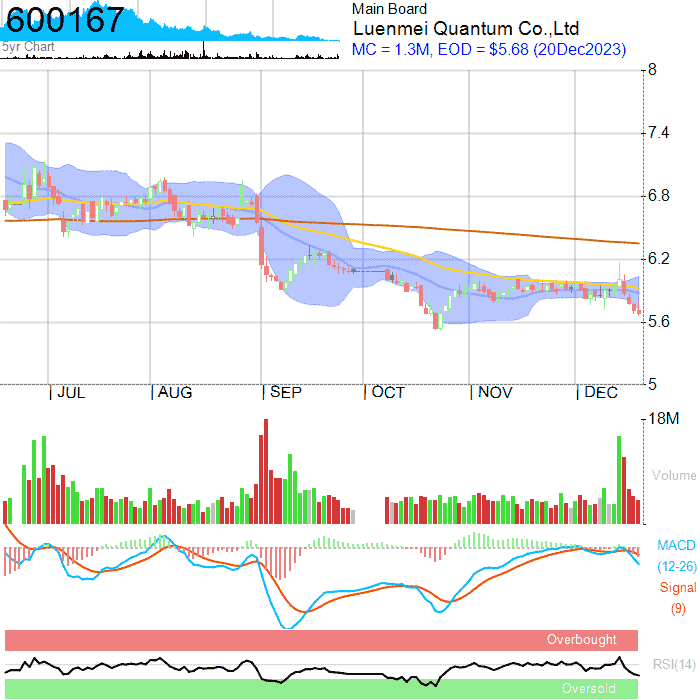 600167
5yr Chart
Main Board
Luenmei Quantum Co.,Ltd
MC = 1.3M, EOD = $5.68 (20Dec2023)
8
7.4
6.8
6.2
5.6
5
JUL AUG SEP OCT NOV DEC
18M
Volume
MACD
(12-26)
Signal
(9)
Overbought
RSI(14)
Oversold